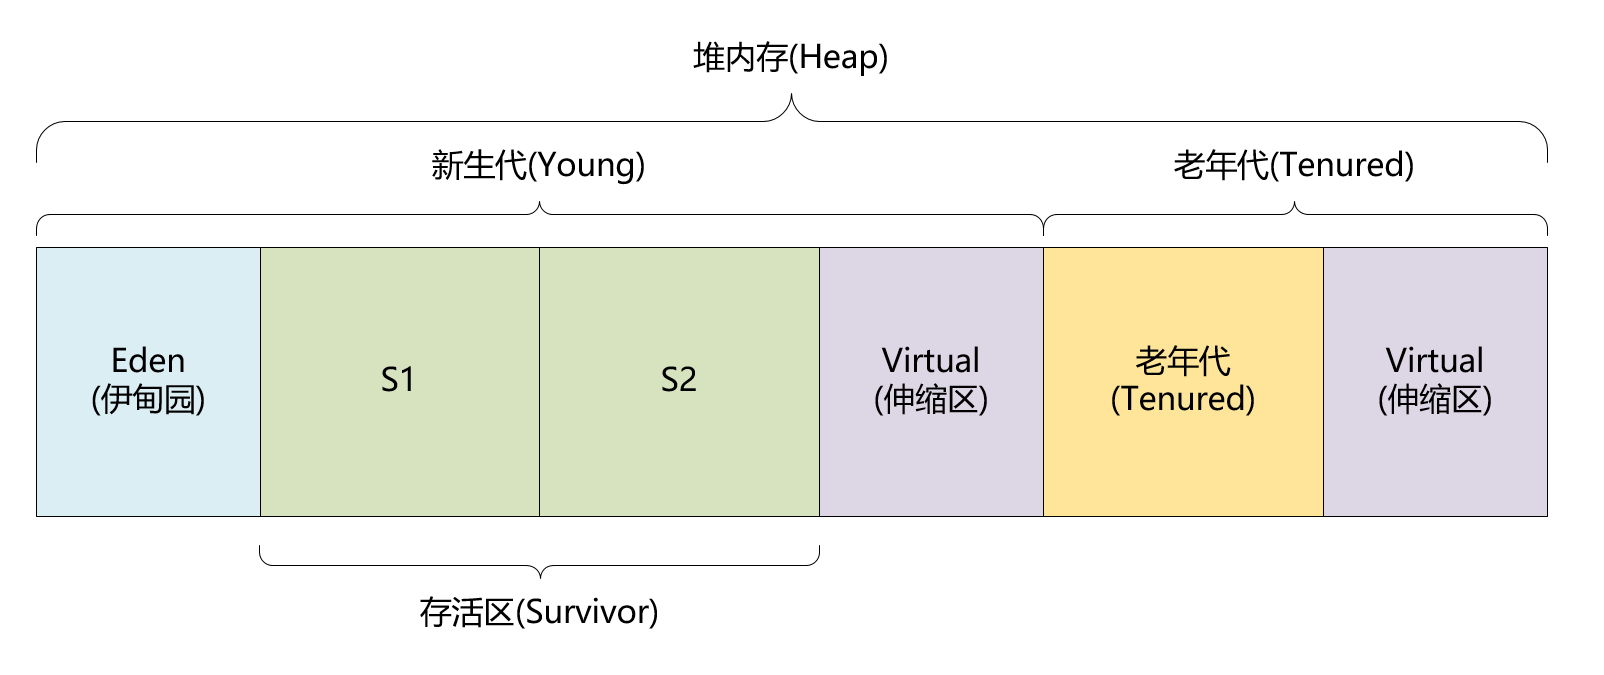 堆内存(Heap)
新生代(Young)
老年代(Tenured)
Eden
(伊甸园)
S1
S2
Virtual
(伸缩区)
老年代
(Tenured)
Virtual
(伸缩区)
存活区(Survivor)